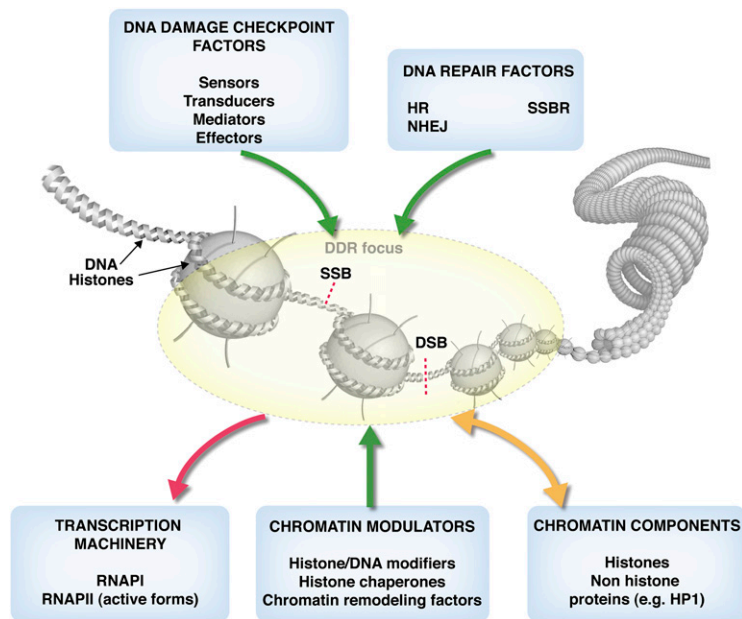 DNA DAMAGE CHECKPOINT
FACTORS
Sensors
Transducers
Mediators
Effectors
DNA REPAIR FACTORS
HR SSBR
NHEJ
DDR focus
DNA
Histones
SSB
DSB
TRANSCRIPTION
MACHINERY
RNAPI
RNAPII (active forms)
CHROMATIN MODULATORS
Histone/DNA modifiers
Histone chaperones
Chromatin remodeling factors
CHROMATIN COMPONENTS
Histones
Non histone
proteins (e.g. HP1)